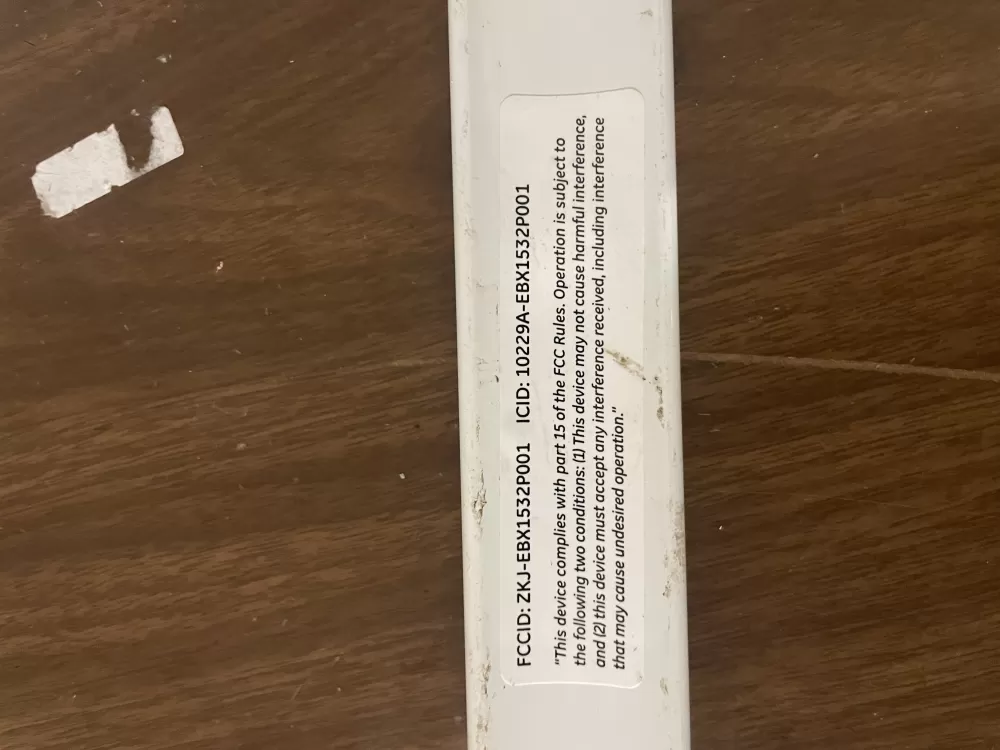 FCCID: ZKJ-EBX1532P001 ICID: 10229A-EBX1532P001
"This device complies with part 15 of the FCC Rules. Operation is subject to
the following two conditions: (1) This device may not cause harmful interference,
and (2) this device must accept any interference received, including interference
that may cause undesired operation."